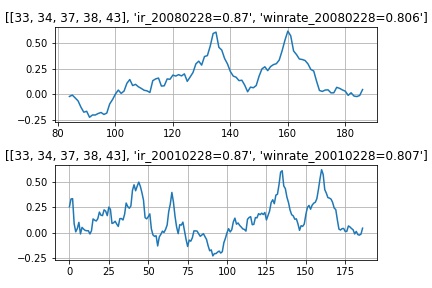 [[33, 34, 37, 38, 43], 'ir_20080228=0.87', 'winrate_20080228=0.806']
0.50
0.25
0.00
−0.25
80 100 120 140 160 180
[[33, 34, 37, 38, 43], 'ir_20010228=0.87', 'winrate_20010228=0.807']
0.50
0.25
0.00
−0.25
0 25 50 75 100 125 150 175